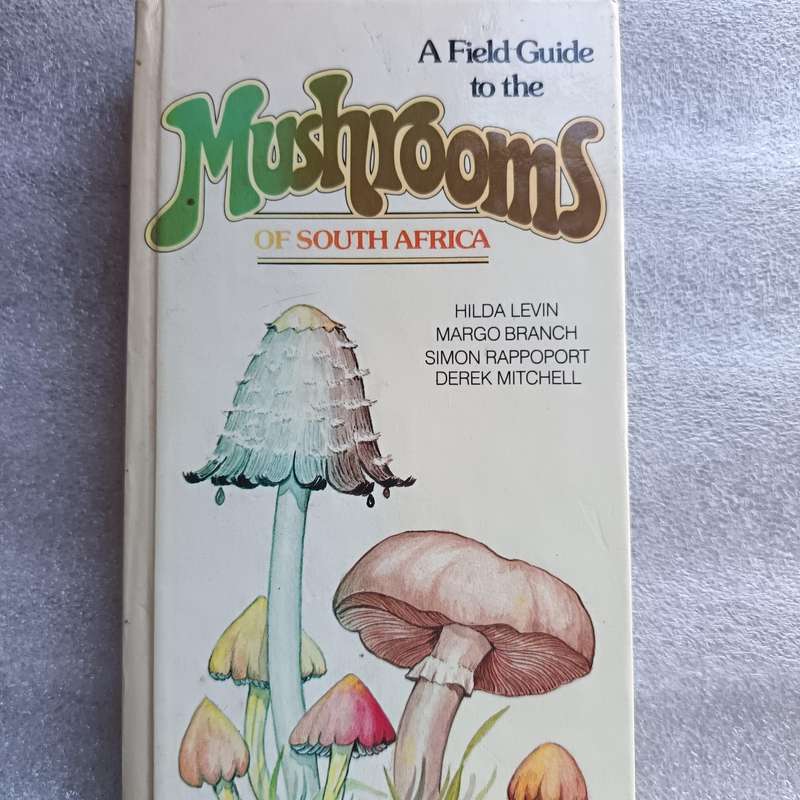 A Field Guide
to the
Mushrooms
OF SOUTH AFRICA
HILDA LEVIN
MARGO BRANCH
SIMON RAPPOPORT
DEREK MITCHELL